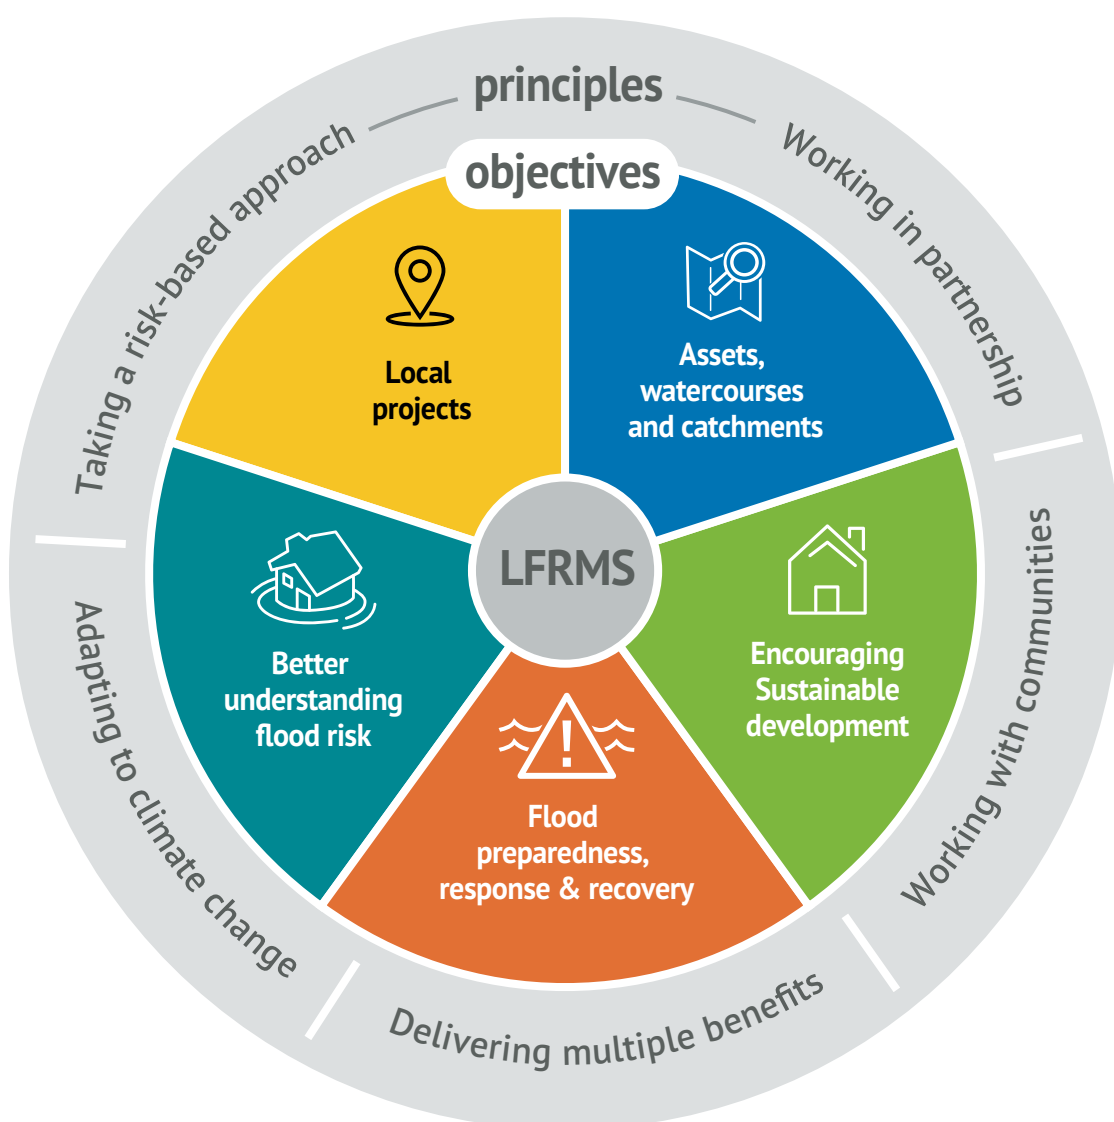 principles
objectives
Taking a risk-based approach
Working in partnership
Working with communities
Delivering multiple benefits
Adapting to climate change
Local
projects
Assets,
watercourses
and catchments
Encouraging
Sustainable
development
Flood
preparedness,
response & recovery
Better
understanding
flood risk
LFRMS